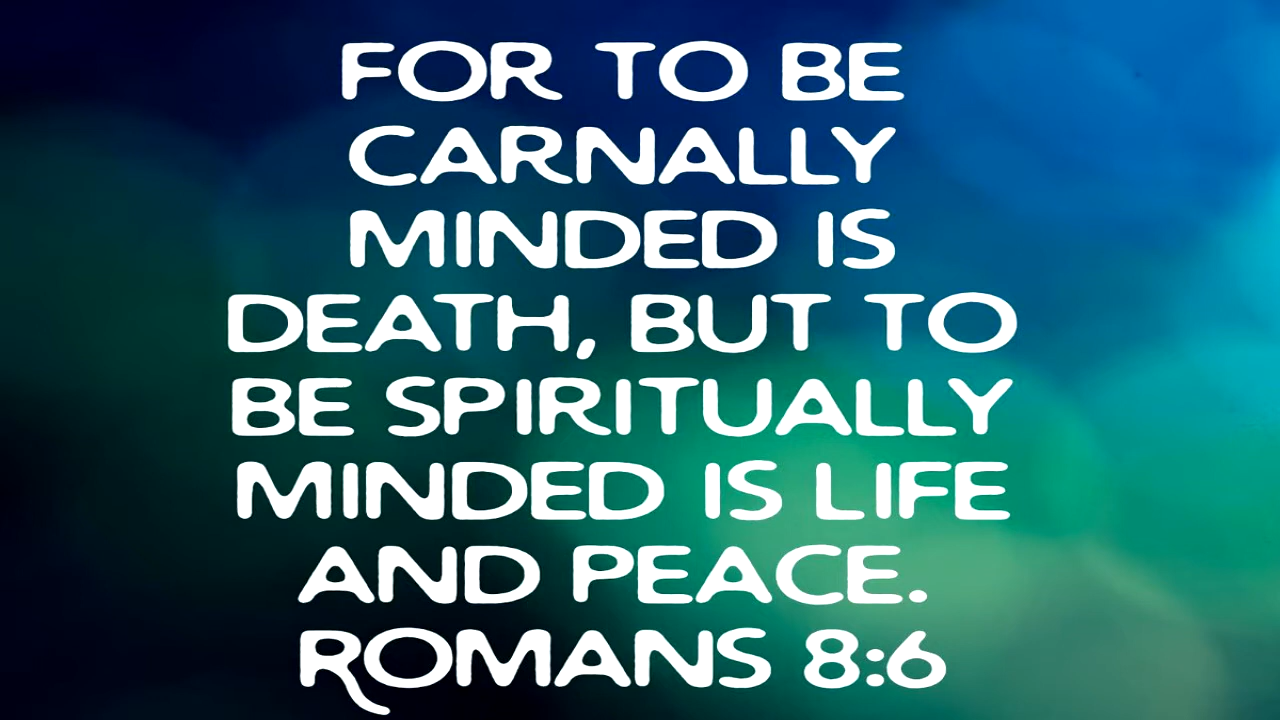 FOR TO BE
CARNALLY
MINDED IS
DEATH, BUT TO
BE SPIRITUALLY
MINDED IS LIFE
AND PEACE.
ROMANS 8:6